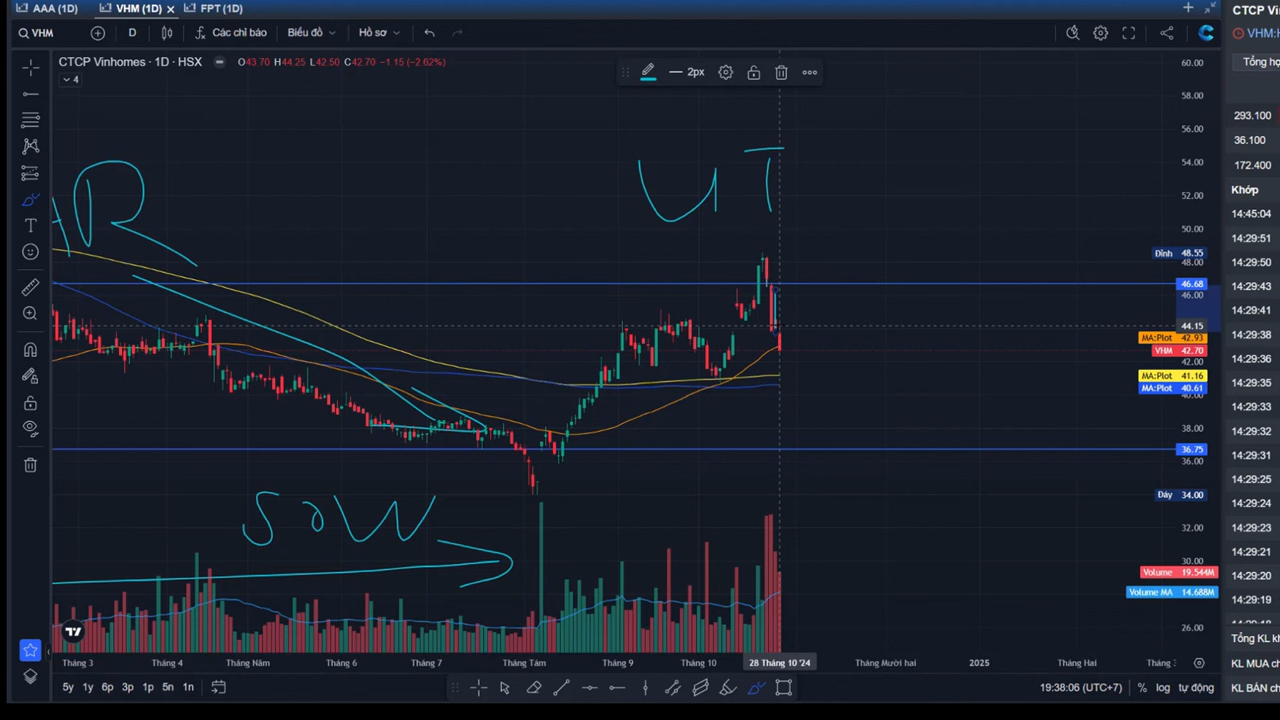 AAA (1D) VHM (1D) × FPT (1D) +
CTCP Vin
VHM D Các chỉ báo Biểu đồ Hồ sơ
VHM:H
CTCP Vinhomes · 1D · HSX O43.70 H44.25 L42.50 C42.70 −1.15 (−2.62%)
4
2px
Tổng hợ
60.00
58.00
56.00
54.00
52.00
50.00
Đỉnh 48.55
48.00
46.68
46.00
44.15
MA:Plot 42.93
VHM 42.70
42.00
MA:Plot 41.16
MA:Plot 40.61
40.00
38.00
36.75
36.00
Đáy 34.00
32.00
30.00
Volume 19.544M
Volume MA 14.688M
26.00
UT
SOW
293.100
36.100
172.400
Khớp
14:45:04
14:29:51
14:29:50
14:29:43
14:29:41
14:29:38
14:29:36
14:29:35
14:29:33
14:29:32
14:29:31
14:29:25
14:29:24
14:29:23
14:29:21
14:29:20
14:29:19
Tổng KL k
KL MUA c
KL BÁN c
Tháng 3 Tháng 4 Tháng Năm Tháng 6 Tháng 7 Tháng Tám Tháng 9 Tháng 10 28 Tháng 10 '24 Tháng Mười hai 2025 Tháng Hai Tháng
5y 1y 6p 3p 1p 5n 1n
19:38:06 (UTC+7) % log tự động